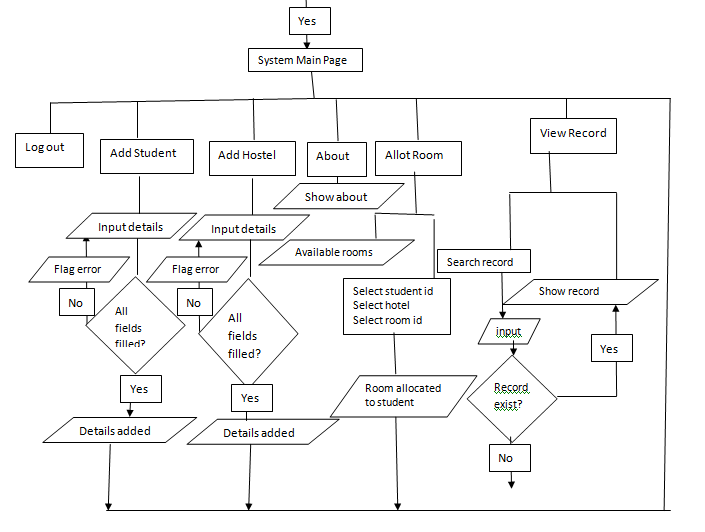 Yes
System Main Page
Log out
Add Student
Add Hostel
About
Allot Room
View Record
Show about
Input details
Input details
Available rooms
Search record
Flag error
Flag error
Show record
Select student id
Select hotel
Select room id
No
No
All
fields
filled?
All
fields
filled?
input
Yes
Yes
Yes
Room allocated
to student
Record
exist?
Details added
Details added
No